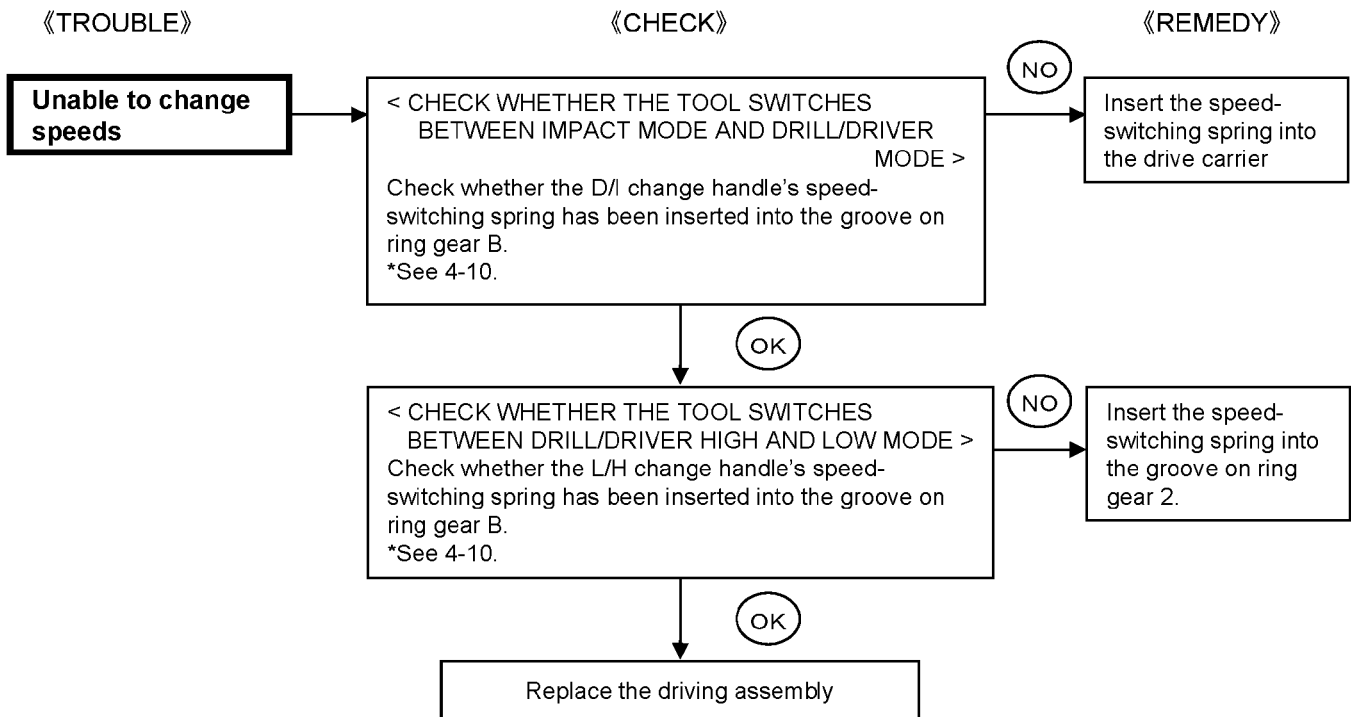 《TROUBLE》
《CHECK》
《REMEDY》
Unable to change
speeds
< CHECK WHETHER THE TOOL SWITCHES
BETWEEN IMPACT MODE AND DRILL/DRIVER
MODE >
Check whether the D/I change handle's speed-
switching spring has been inserted into the groove on
ring gear B.
*See 4-10.
NO
Insert the speed-
switching spring into
the drive carrier
OK
< CHECK WHETHER THE TOOL SWITCHES
BETWEEN DRILL/DRIVER HIGH AND LOW MODE >
Check whether the L/H change handle's speed-
switching spring has been inserted into the groove on
ring gear B.
*See 4-10.
NO
Insert the speed-
switching spring into
the groove on ring
gear 2.
OK
Replace the driving assembly